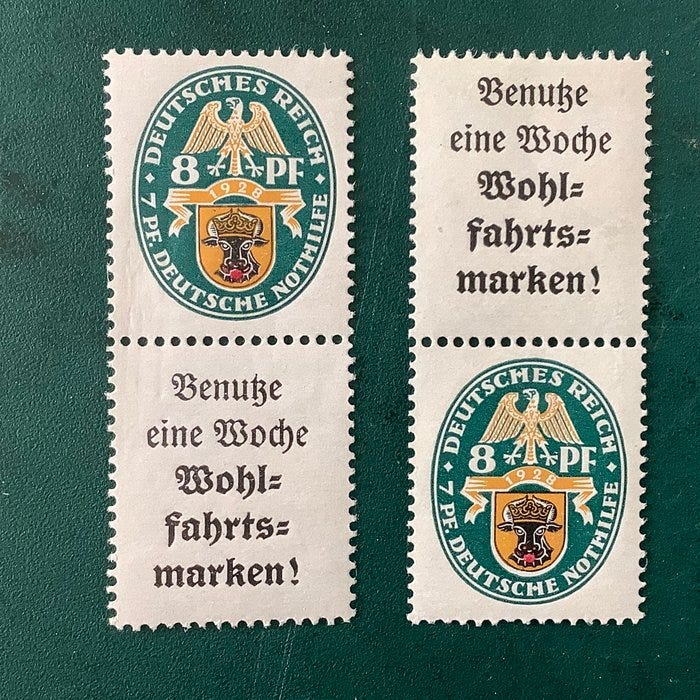 DEUTSCHES REICH
8 PF
1928
7 PF. DEUTSCHE NOTHILFE
Benutze
eine Woche
Wohl=
fahrts=
marken!
Benutze
eine Woche
Wohl=
fahrts=
marken!
DEUTSCHES REICH
8 PF
1928
7 PF. DEUTSCHE NOTHILFE